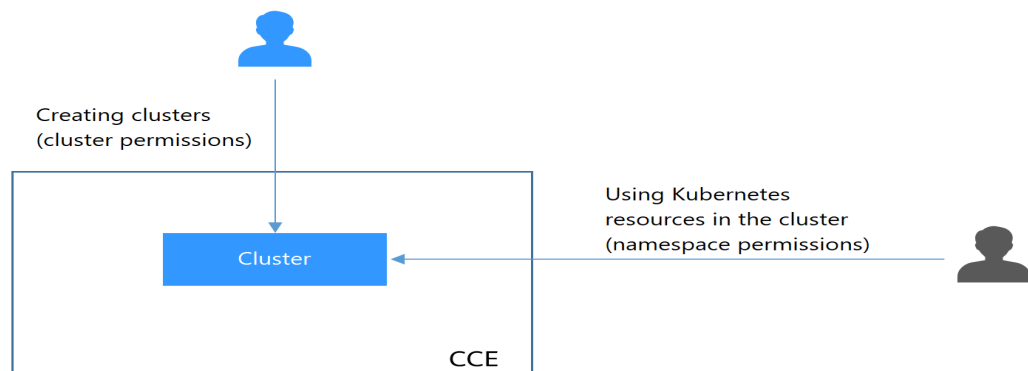 Creating clusters
(cluster permissions)
Using Kubernetes
resources in the cluster
(namespace permissions)
Cluster
CCE